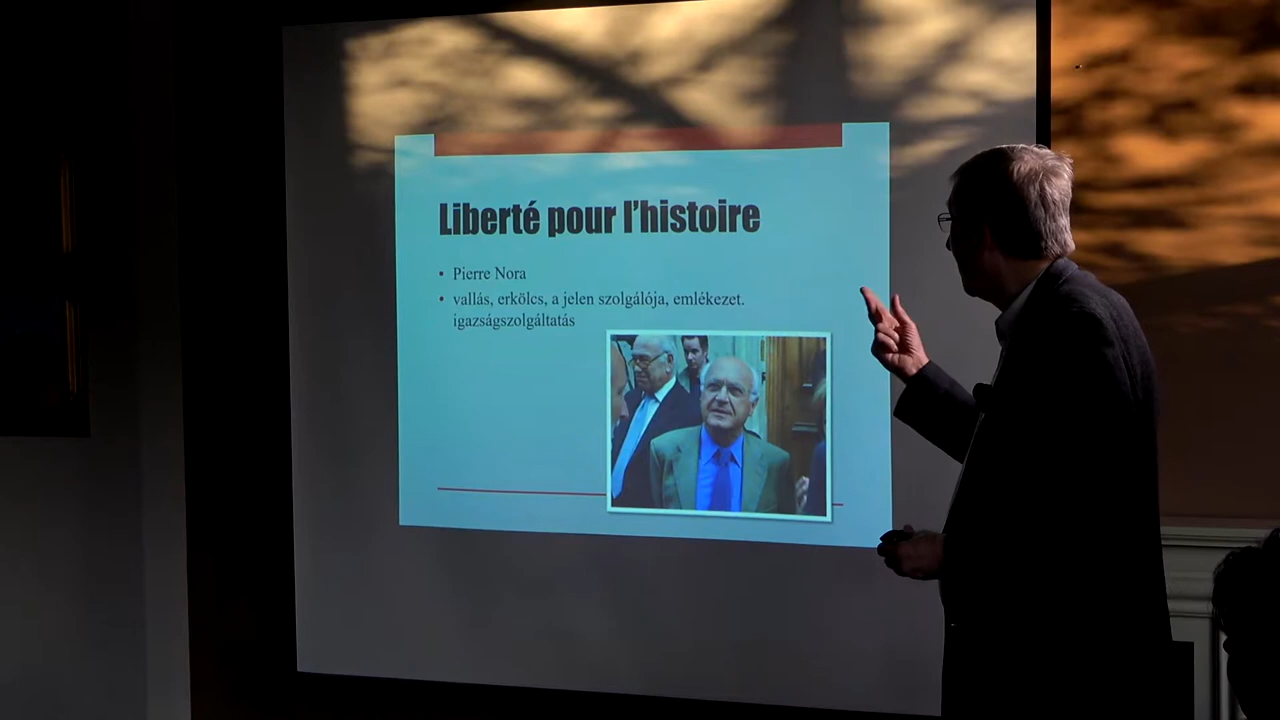 Liberté pour l'histoire
• Pierre Nora
• vallás, erkölcs, a jelen szolgálója, emlékezet.
igazságszolgáltatás